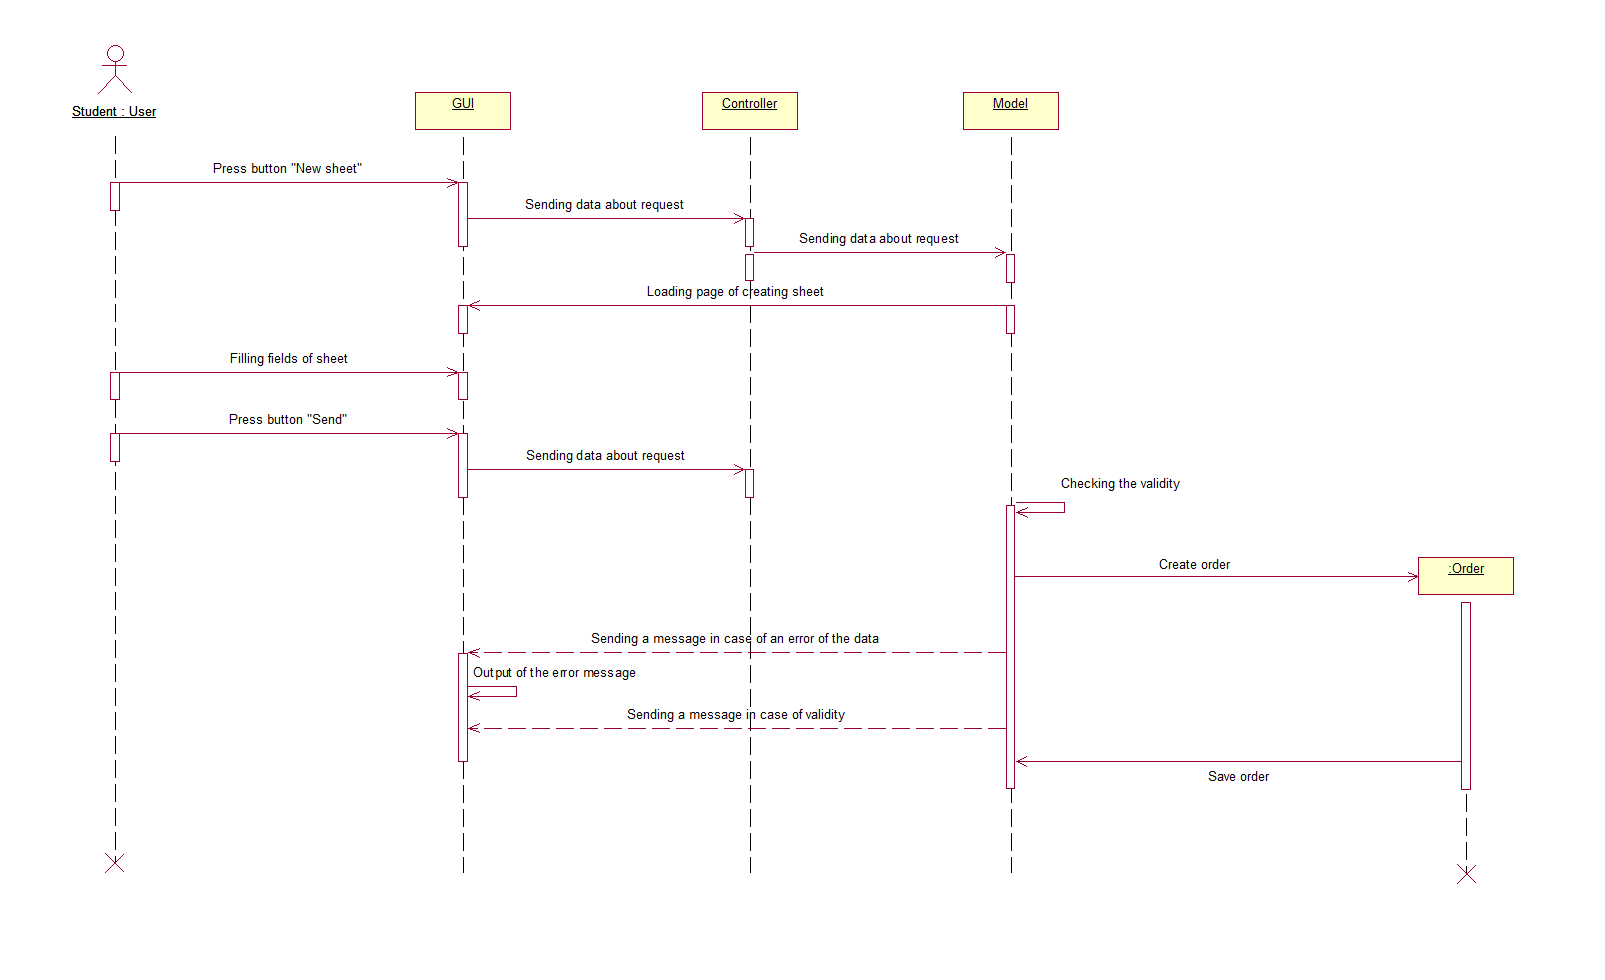 Student : User
GUI
Controller
Model
Press button "New sheet"
Sending data about request
Sending data about request
Loading page of creating sheet
Filling fields of sheet
Press button "Send"
Sending data about request
Checking the validity
Create order
:Order
Sending a message in case of an error of the data
Output of the error message
Sending a message in case of validity
Save order